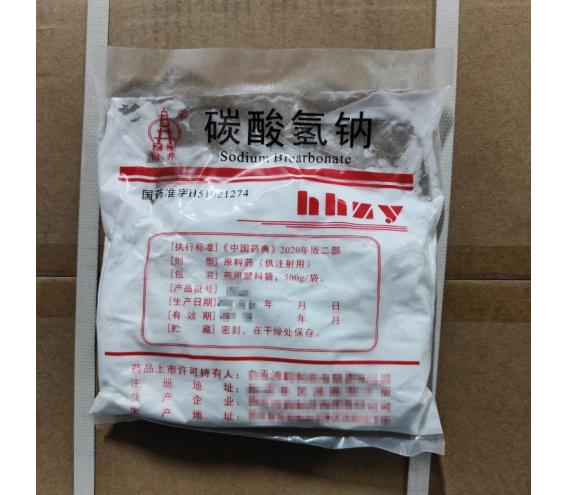 碳酸氢钠
Sodium Bicarbonate
国药准字H51021274
hhzy
[执行标准]《中国药典》2020年版二部
[剂 型] 原料药（供注射用）
[包 装] 药用塑料袋，500g/袋。
[产品批号]
[生产日期] 年 月 日
[有 效 期] 年 月
[贮 藏] 密封，在干燥处保存。
药品上市许可持有人：
注 册 地 址：
生 产 企 业：
生 产 地 址：